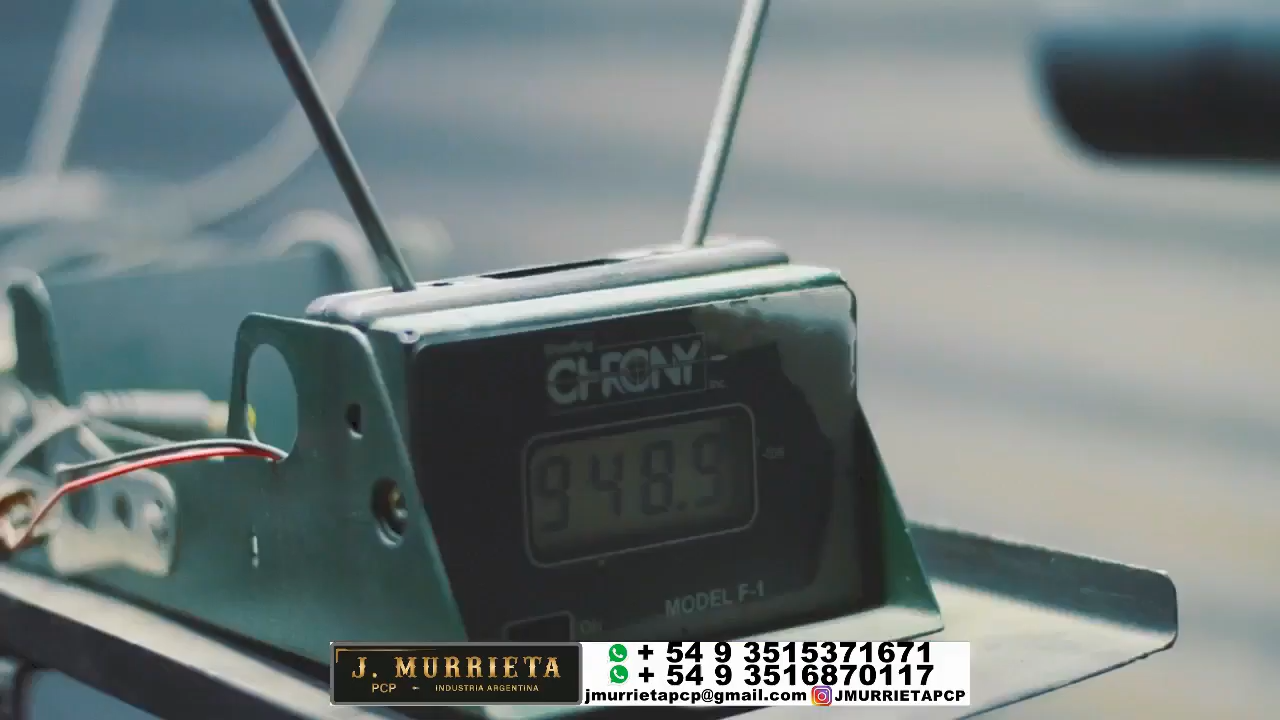 CHRONY
948.9
ON
MODEL F-1
J. MURRIETA
PCP - INDUSTRIA ARGENTINA
+ 54 9 3515371671
+ 54 9 3516870117
jmurrietapcp@gmail.com JMURRIETAPCP